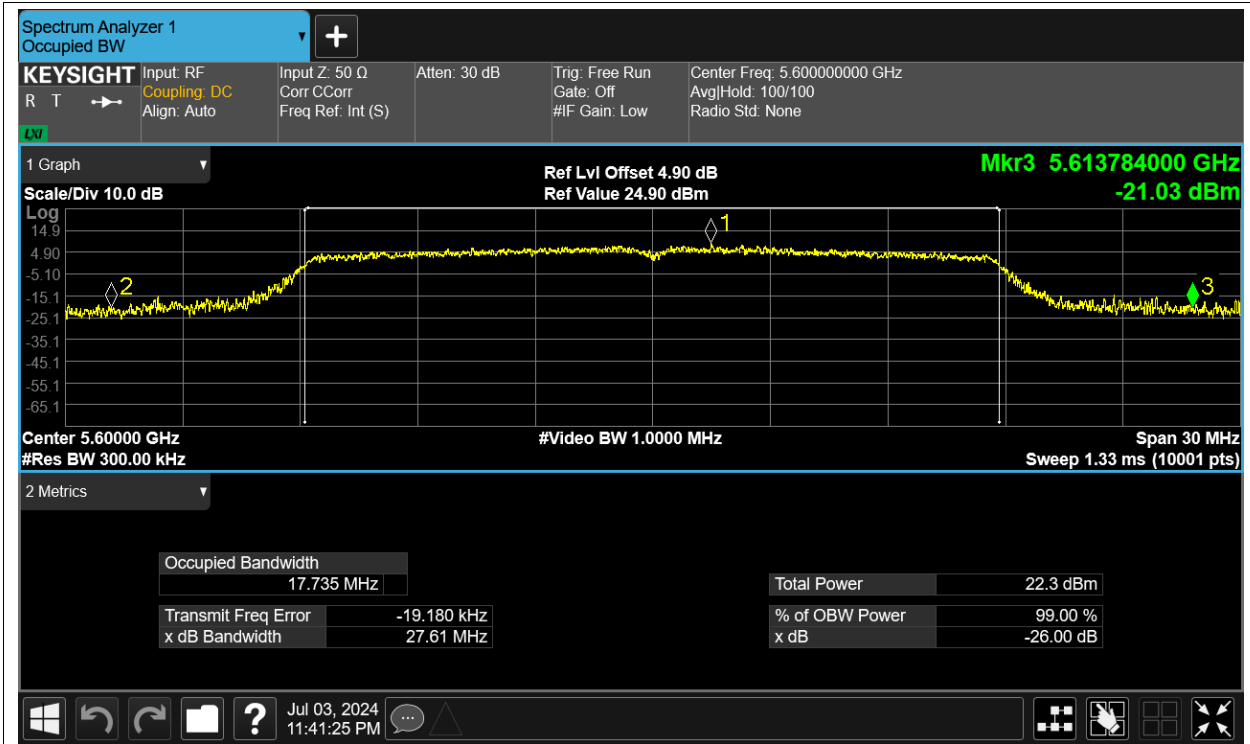 Spectrum Analyzer 1
Occupied BW
KEYSIGHT
R T
LXI
Input: RF
Coupling: DC
Align: Auto
Input Z: 50 Ω
Corr CCorr
Freq Ref: Int (S)
Atten: 30 dB
Trig: Free Run
Gate: Off
#IF Gain: Low
Center Freq: 5.600000000 GHz
Avg|Hold: 100/100
Radio Std: None
1 Graph
Scale/Div 10.0 dB
Ref Lvl Offset 4.90 dB
Ref Value 24.90 dBm
Mkr3 5.613784000 GHz
-21.03 dBm
Log
14.9
4.90
-5.10
-15.1
-25.1
-35.1
-45.1
-55.1
-65.1
1
2
3
Center 5.60000 GHz
#Res BW 300.00 kHz
#Video BW 1.0000 MHz
Span 30 MHz
Sweep 1.33 ms (10001 pts)
2 Metrics
Occupied Bandwidth
17.735 MHz
Transmit Freq Error -19.180 kHz
x dB Bandwidth 27.61 MHz
Total Power 22.3 dBm
% of OBW Power 99.00 %
x dB -26.00 dB
?
Jul 03, 2024
11:41:25 PM